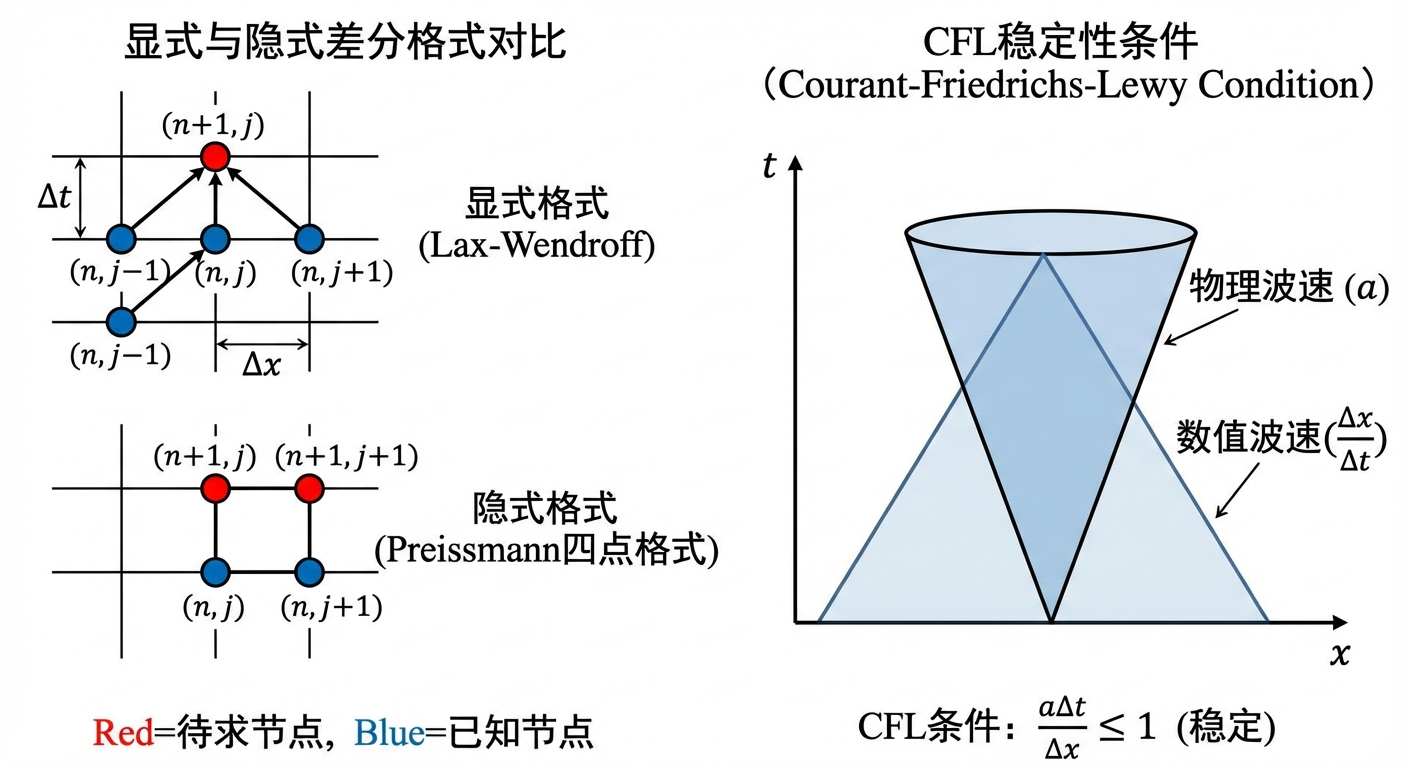 显式与隐式差分格式对比
(n+1,j)
Δt
(n,j−1)
(n,j)
(n,j+1)
(n,j−1)
Δx
显式格式
(Lax-Wendroff)
(n+1,j)
(n+1,j+1)
(n,j)
(n,j+1)
隐式格式
(Preissmann四点格式)
Red=待求节点, Blue=已知节点
CFL稳定性条件
（Courant-Friedrichs-Lewy Condition）
t
物理波速 (a)
数值波速(Δx/Δt)
x
CFL条件：aΔt/Δx ≤ 1 (稳定)